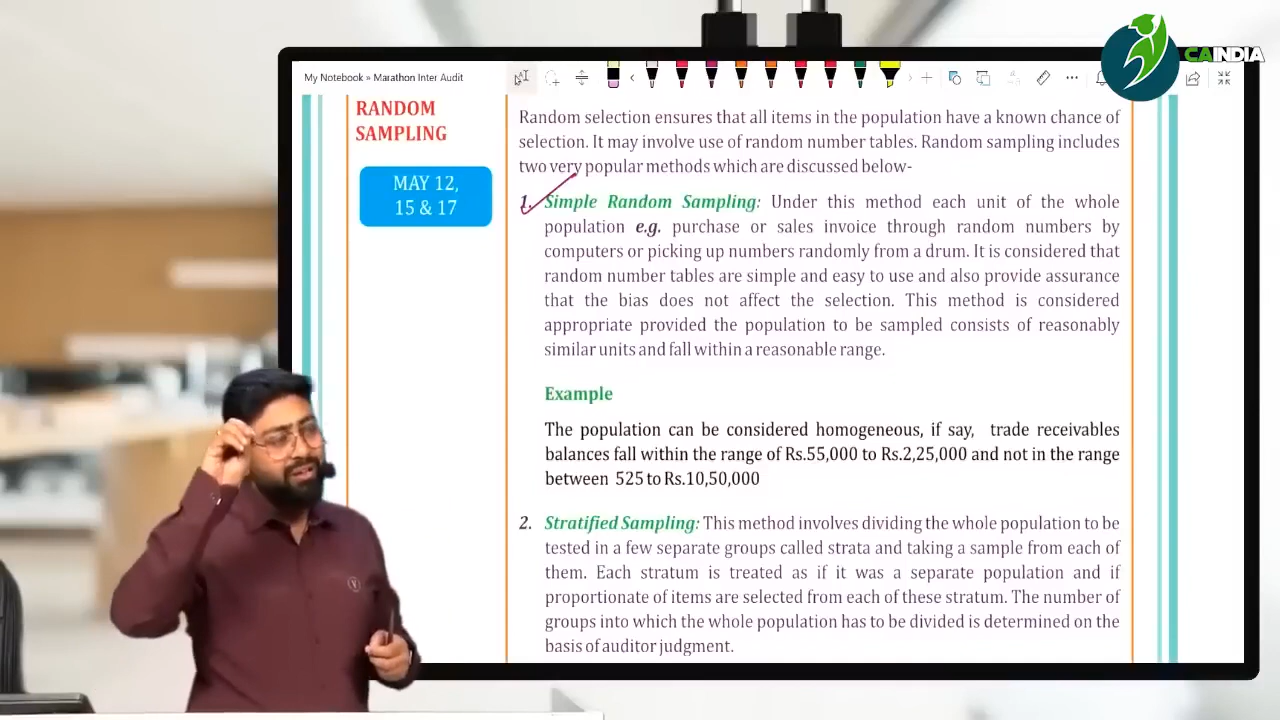 CAINDIA
My Notebook » Marathon Inter Audit
RANDOM
SAMPLING
MAY 12,
15 & 17
Random selection ensures that all items in the population have a known chance of
selection. It may involve use of random number tables. Random sampling includes
two very popular methods which are discussed below-
1. Simple Random Sampling: Under this method each unit of the whole
population e.g. purchase or sales invoice through random numbers by
computers or picking up numbers randomly from a drum. It is considered that
random number tables are simple and easy to use and also provide assurance
that the bias does not affect the selection. This method is considered
appropriate provided the population to be sampled consists of reasonably
similar units and fall within a reasonable range.
Example
The population can be considered homogeneous, if say, trade receivables
balances fall within the range of Rs.55,000 to Rs.2,25,000 and not in the range
between 525 to Rs.10,50,000
2. Stratified Sampling: This method involves dividing the whole population to be
tested in a few separate groups called strata and taking a sample from each of
them. Each stratum is treated as if it was a separate population and if
proportionate of items are selected from each of these stratum. The number of
groups into which the whole population has to be divided is determined on the
basis of auditor judgment.